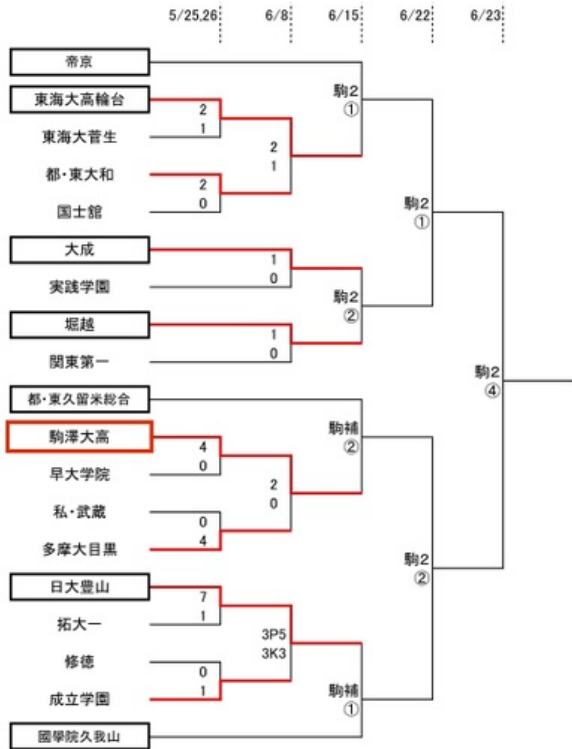 5/25,26 6/8 6/15 6/22 6/23
帝京
駒2
①
東海大高輪台
2
1
東海大菅生
2
1
都・東大和
2
0
国士舘
駒2
①
大成
1
0
実践学園
駒2
②
堀越
1
0
関東第一
駒2
④
都・東久留米総合
駒補
②
駒澤大高
4
0
早大学院
2
0
私・武蔵
0
4
多摩大目黒
駒2
②
日大豊山
7
1
拓大一
3P5
3K3
修徳
0
1
成立学園
駒補
①
國學院久我山